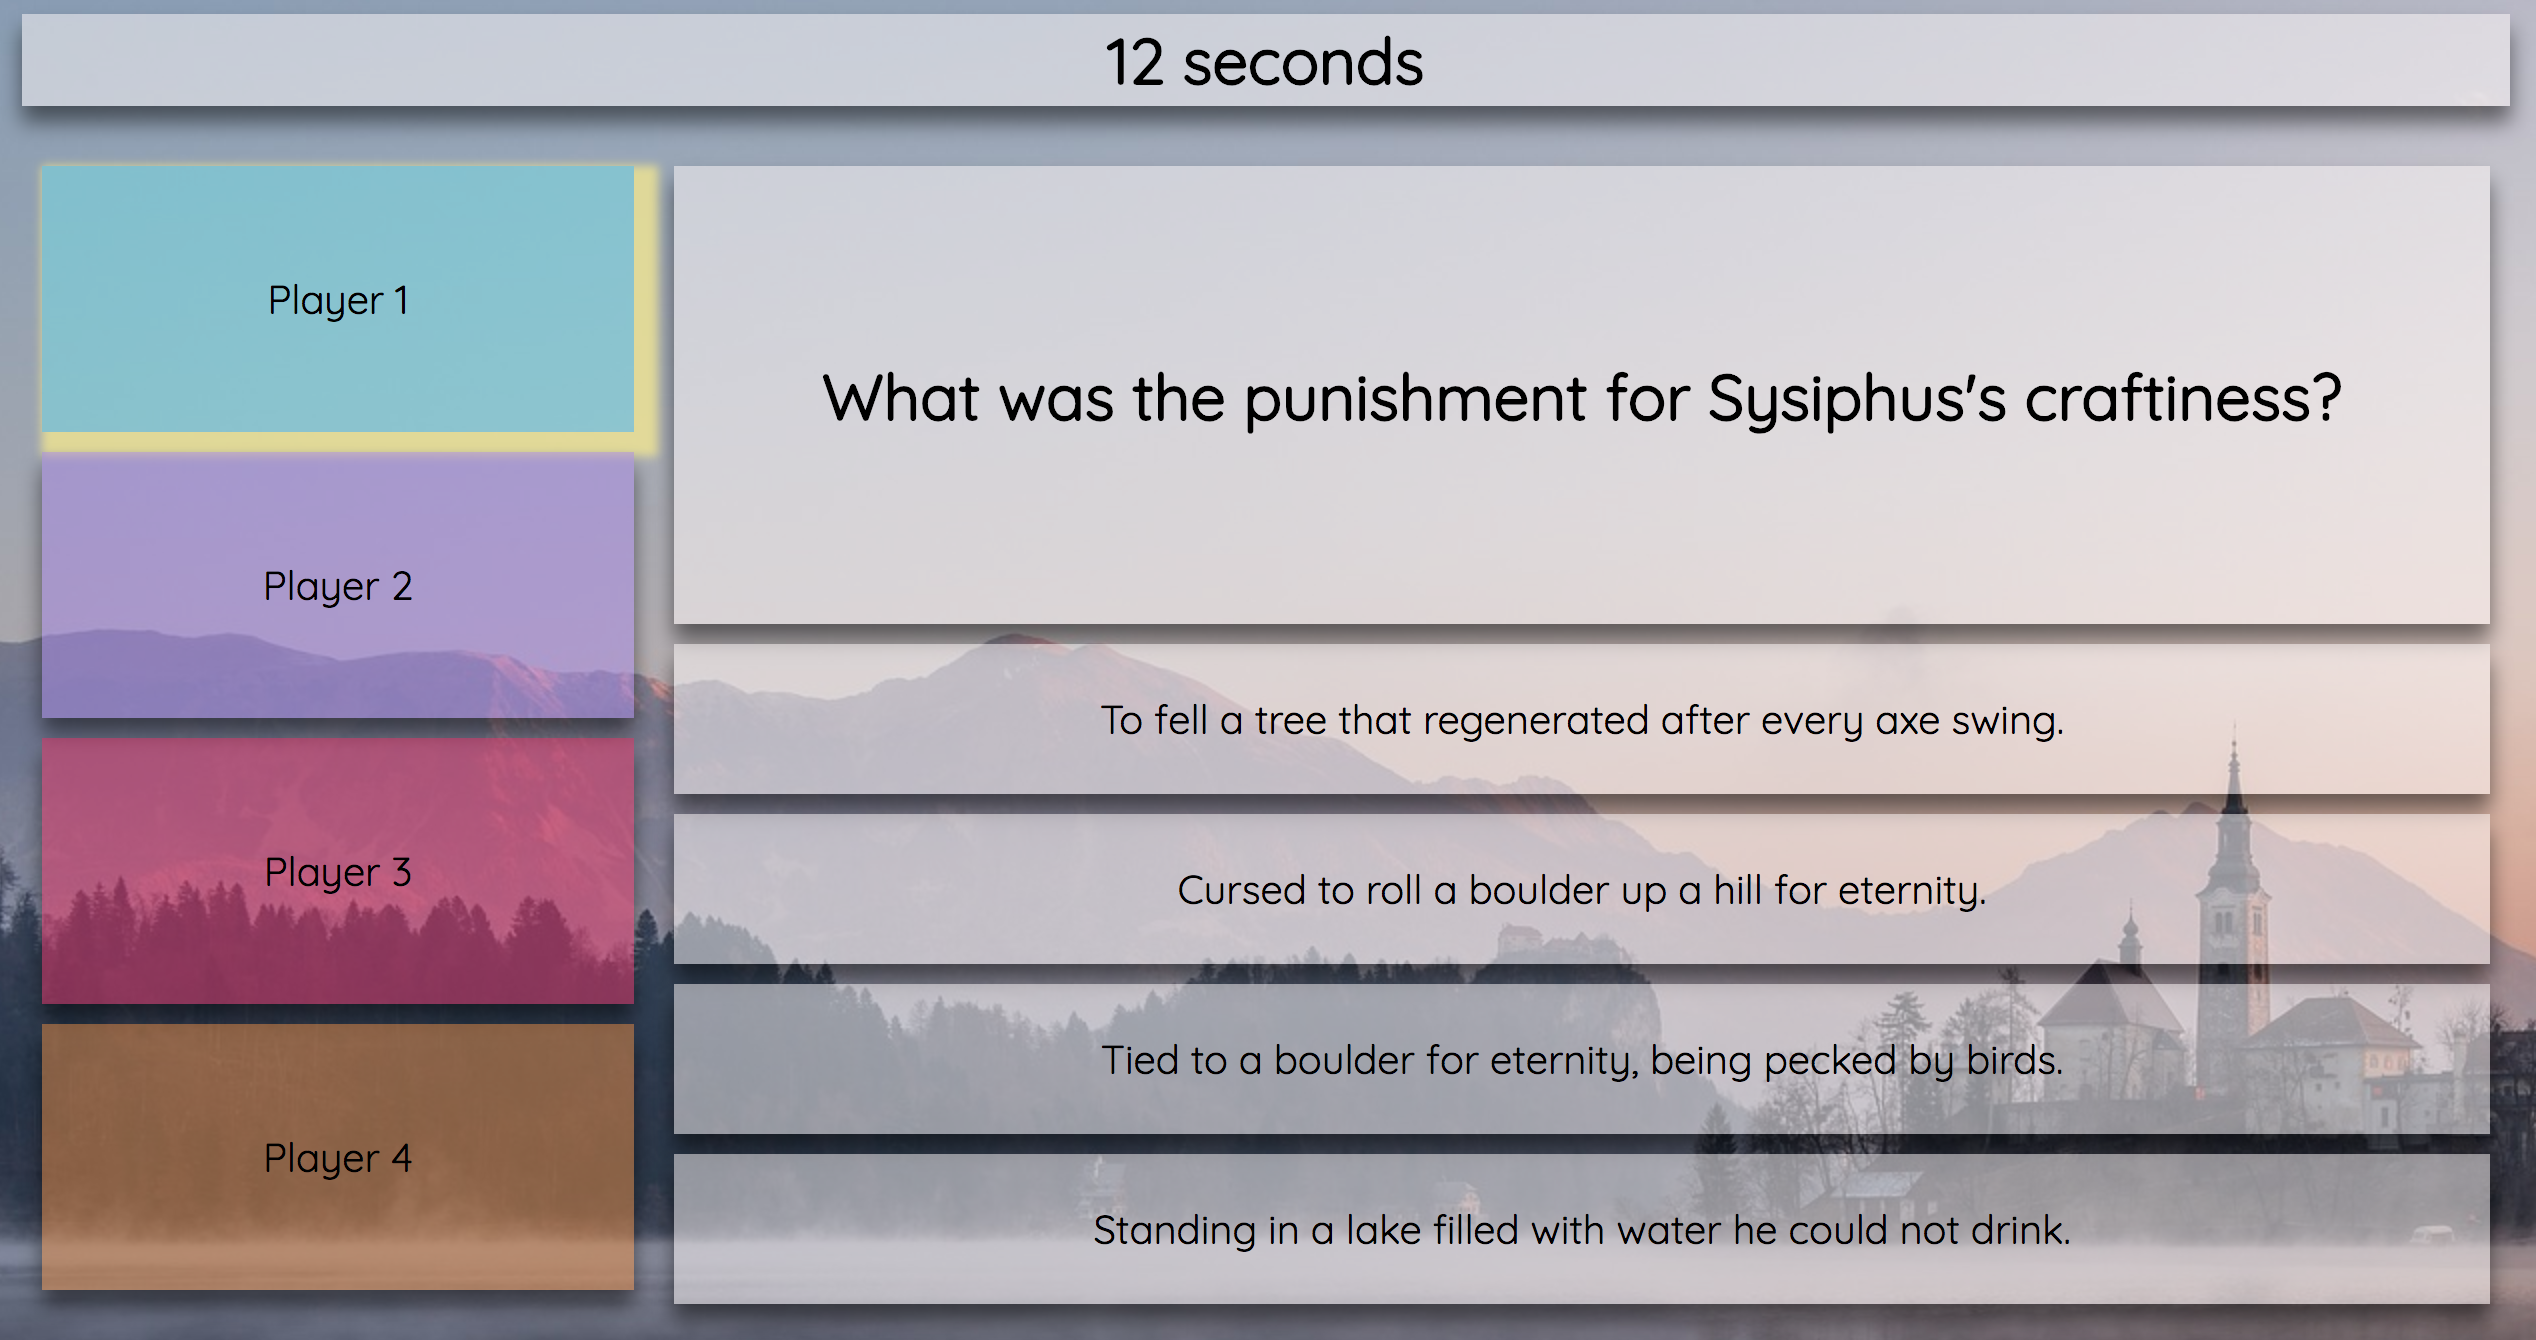 12 seconds
Player 1
Player 2
Player 3
Player 4
What was the punishment for Sysiphus's craftiness?
To fell a tree that regenerated after every axe swing.
Cursed to roll a boulder up a hill for eternity.
Tied to a boulder for eternity, being pecked by birds.
Standing in a lake filled with water he could not drink.